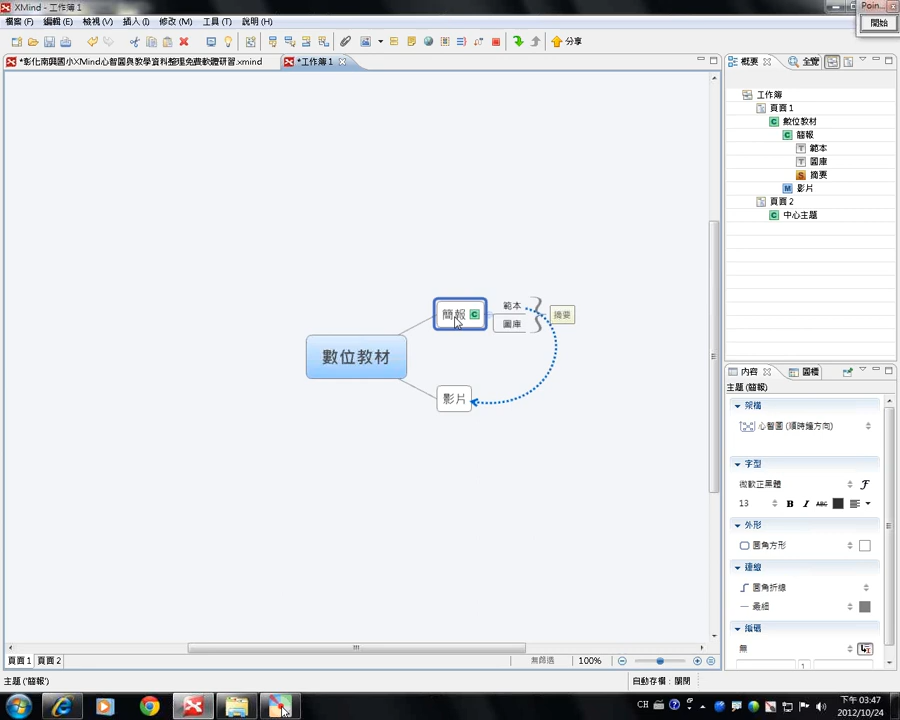 XMind - 工作簿 1
Poin...
開始
檔案 (F) 編輯 (E) 檢視 (V) 插入 (I) 修改 (M) 工具 (T) 說明 (H)
分享
*彰化南興國小XMind心智圖與教學資料整理免費軟體研習.xmind
*工作簿 1
概要
全覽
工作簿
頁面 1
數位教材
簡報
範本
圖庫
摘要
影片
頁面 2
中心主題
簡報
範本
圖庫
摘要
數位教材
影片
內容
圖檔
主題 (簡報)
架構
心智圖 (順時鐘方向)
字型
微軟正黑體
13
B I ABC
外形
圓角方形
連線
圓角折線
最細
編碼
無
1
頁面 1 頁面 2
無篩選
100%
主題 ('簡報')
自動存檔：關閉
CH
下午 03:47
2012/10/24